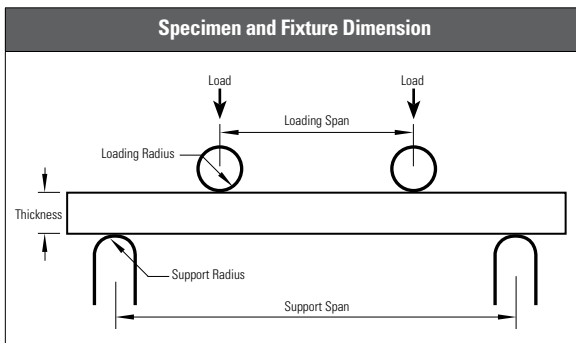 Specimen and Fixture Dimension
Load Load
Loading Span
Loading Radius
Thickness
Support Radius
Support Span